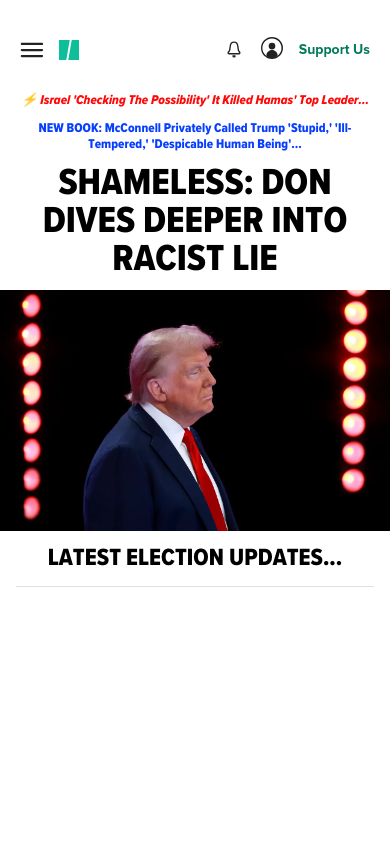 Support Us
⚡ Israel 'Checking The Possibility' It Killed Hamas' Top Leader...
NEW BOOK: McConnell Privately Called Trump 'Stupid,' 'Ill-
Tempered,' 'Despicable Human Being'...
SHAMELESS: DON
DIVES DEEPER INTO
RACIST LIE
LATEST ELECTION UPDATES...